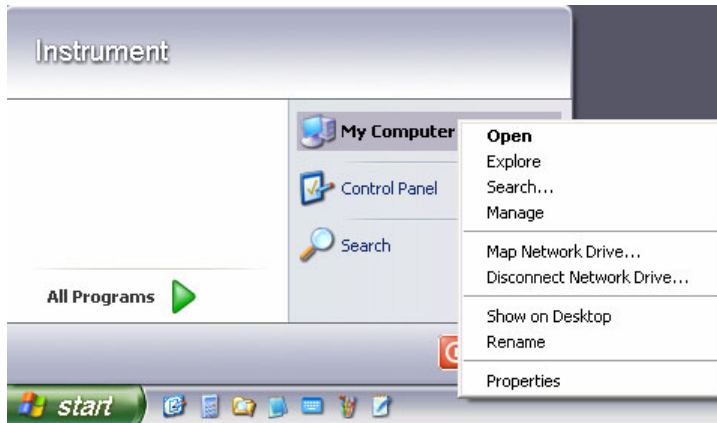 Instrument
My Computer
Control Panel
Search
All Programs
Open
Explore
Search...
Manage
Map Network Drive...
Disconnect Network Drive...
Show on Desktop
Rename
Properties
start